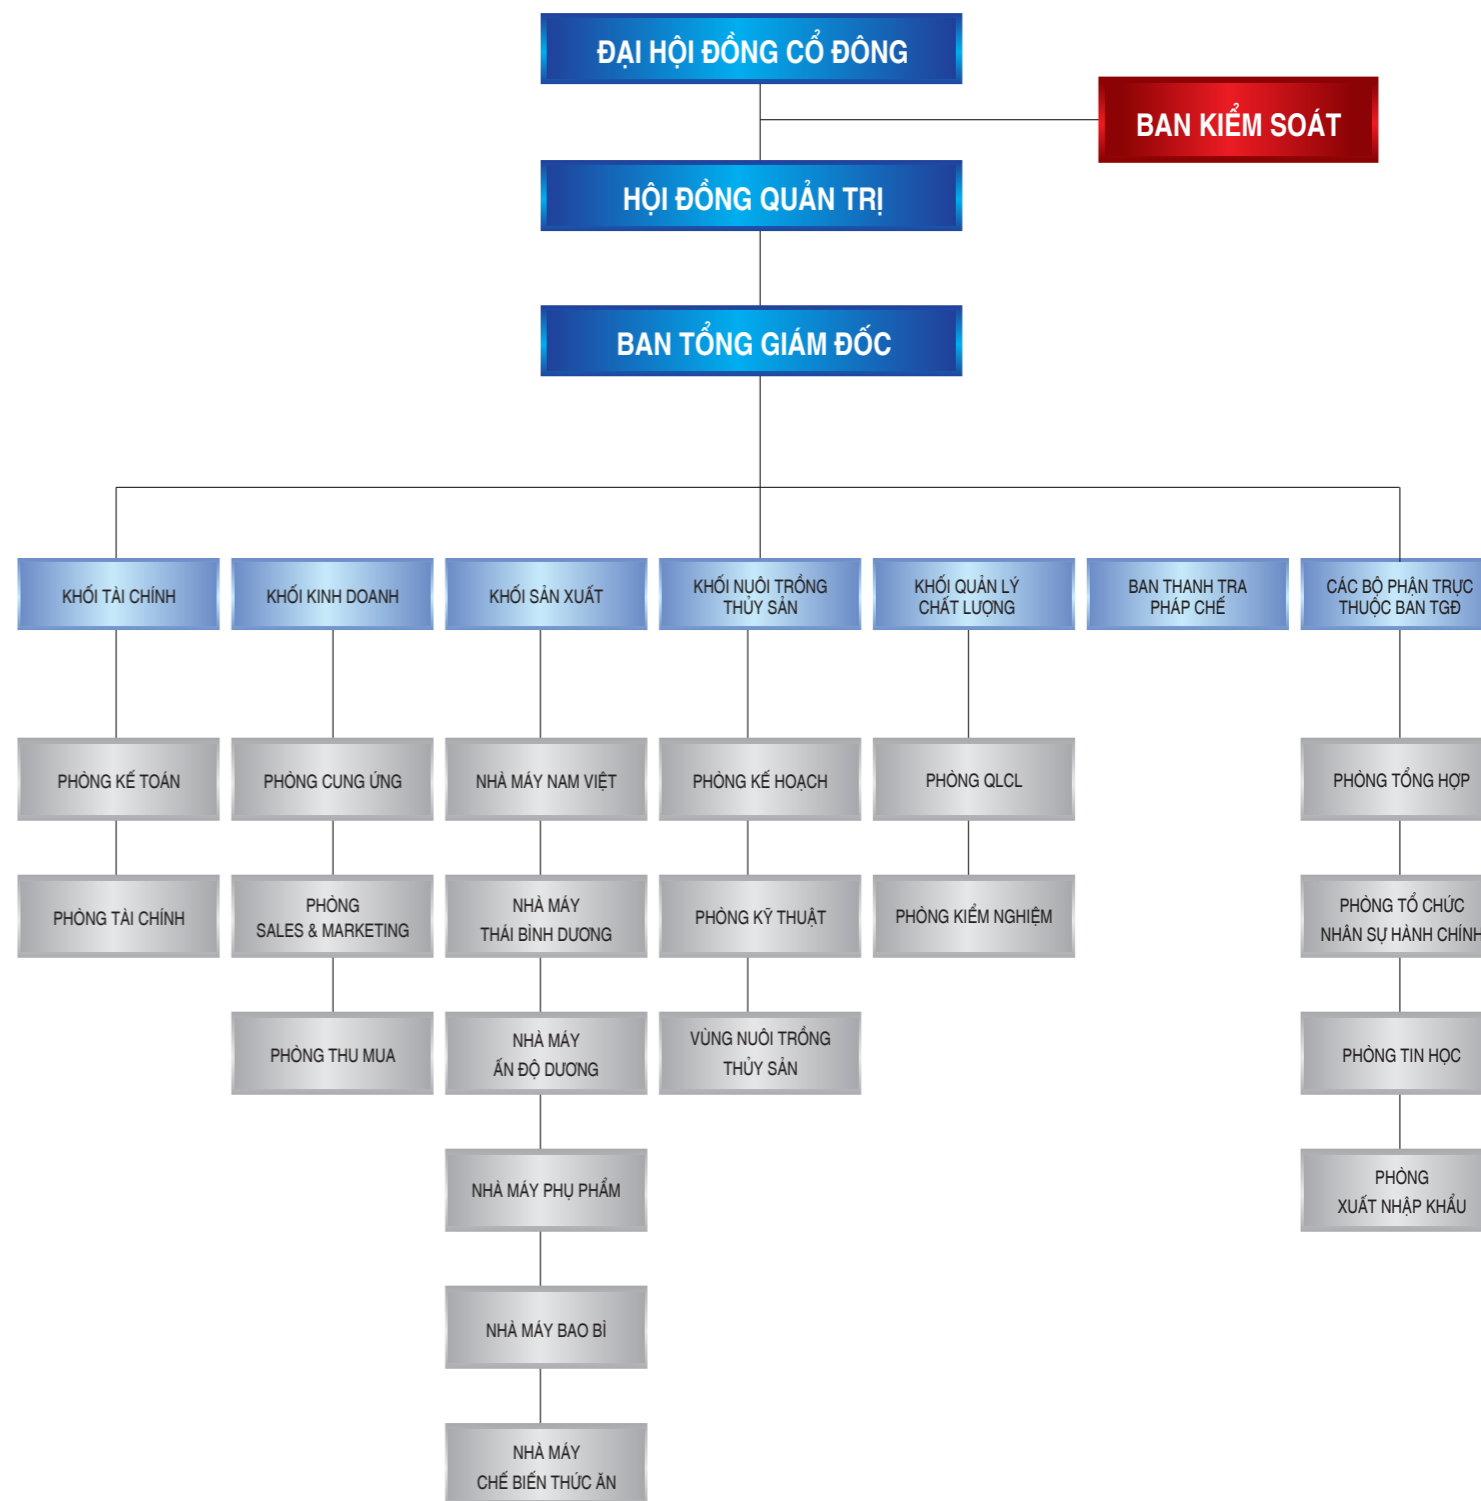 ĐẠI HỘI ĐỒNG CỔ ĐÔNG
BAN KIỂM SOÁT
HỘI ĐỒNG QUẢN TRỊ
BAN TỔNG GIÁM ĐỐC
KHỐI TÀI CHÍNH
KHỐI KINH DOANH
KHỐI SẢN XUẤT
KHỐI NUÔI TRỒNG
THỦY SẢN
KHỐI QUẢN LÝ
CHẤT LƯỢNG
BAN THANH TRA
PHÁP CHẾ
CÁC BỘ PHẬN TRỰC
THUỘC BAN TGĐ
PHÒNG KẾ TOÁN
PHÒNG CUNG ỨNG
NHÀ MÁY NAM VIỆT
PHÒNG KẾ HOẠCH
PHÒNG QLCL
PHÒNG TỔNG HỢP
PHÒNG TÀI CHÍNH
PHÒNG
SALES & MARKETING
NHÀ MÁY
THÁI BÌNH DƯƠNG
PHÒNG KỸ THUẬT
PHÒNG KIỂM NGHIỆM
PHÒNG TỔ CHỨC
NHÂN SỰ HÀNH CHÍNH
PHÒNG THU MUA
NHÀ MÁY
ẤN ĐỘ DƯƠNG
VÙNG NUÔI TRỒNG
THỦY SẢN
PHÒNG TIN HỌC
NHÀ MÁY PHỤ PHẨM
PHÒNG
XUẤT NHẬP KHẨU
NHÀ MÁY BAO BÌ
NHÀ MÁY
CHẾ BIẾN THỨC ĂN